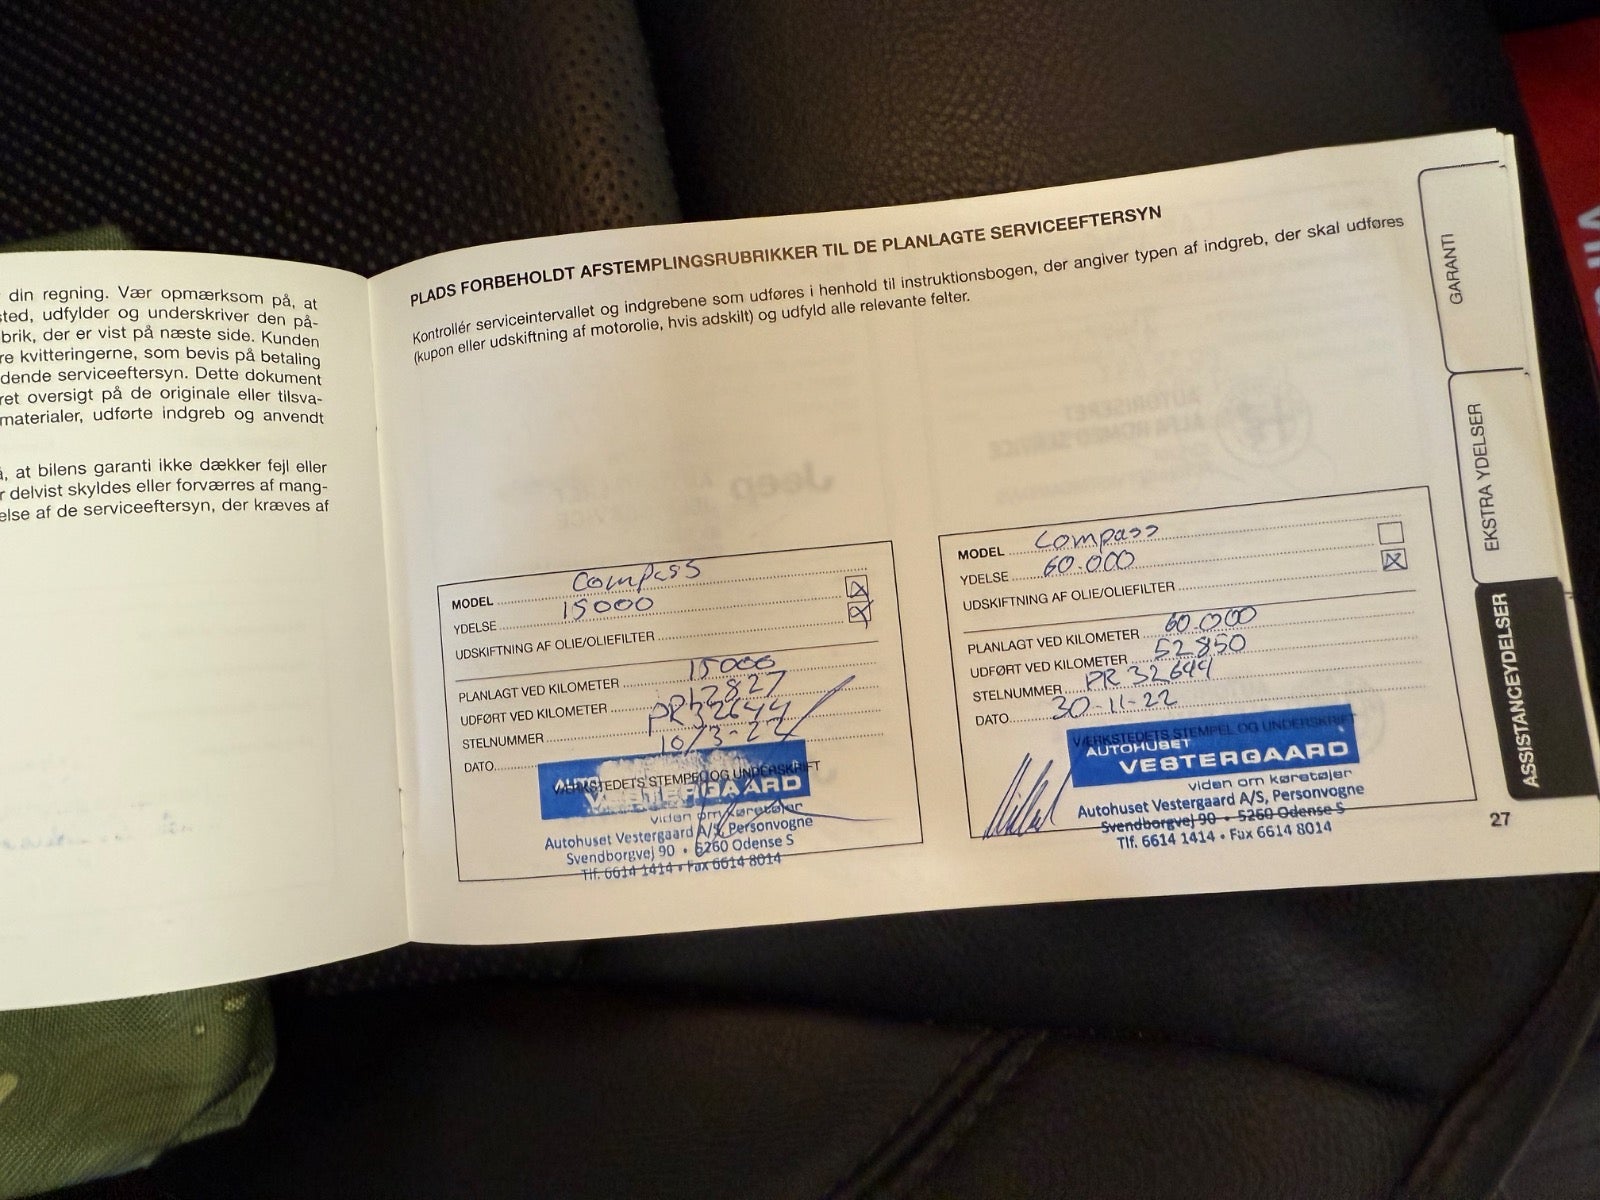 din regning. Vær opmærksom på, at
sted, udfylder og underskriver den på-
brik, der er vist på næste side. Kunden
re kvitteringerne, som bevis på betaling
dende serviceeftersyn. Dette dokument
ret oversigt på de originale eller tilsva-
materialer, udførte indgreb og anvendt
at bilens garanti ikke dækker fejl eller
r delvist skyldes eller forværres af mang-
else af de serviceeftersyn, der kræves af
PLADS FORBEHOLDT AFSTEMPLINGSRUBRIKKER TIL DE PLANLAGTE SERVICEEFTERSYN
Kontrollér serviceintervallet og indgrebene som udføres i henhold til instruktionsbogen, der angiver typen af indgreb, der skal udføres
(kupon eller udskiftning af motorolie, hvis adskilt) og udfyld alle relevante felter.
MODEL Compass
YDELSE 15000
UDSKIFTNING AF OLIE/OLIEFILTER
PLANLAGT VED KILOMETER 15000
UDFØRT VED KILOMETER 12827
STELNUMMER PR32644
DATO 10/3-22
VÆRKSTEDETS STEMPEL OG UNDERSKRIFT
VESTERGAARD
viden om køretøjer
Autohuset Vestergaard A/S, Personvogne
Svendborgvej 90 • 5260 Odense S
Tlf. 6614 1414 • Fax 6614 8014
MODEL Compass
YDELSE 60.000
UDSKIFTNING AF OLIE/OLIEFILTER
PLANLAGT VED KILOMETER 60.000
UDFØRT VED KILOMETER 52850
STELNUMMER PR 32644
DATO 30-11-22
VÆRKSTEDETS STEMPEL OG UNDERSKRIFT
AUTOHUSET
VESTERGAARD
viden om køretøjer
Autohuset Vestergaard A/S, Personvogne
Svendborgvej 90 • 5260 Odense S
Tlf. 6614 1414 • Fax 6614 8014
GARANTI
EKSTRA YDELSER
ASSISTANCEYDELSER
27